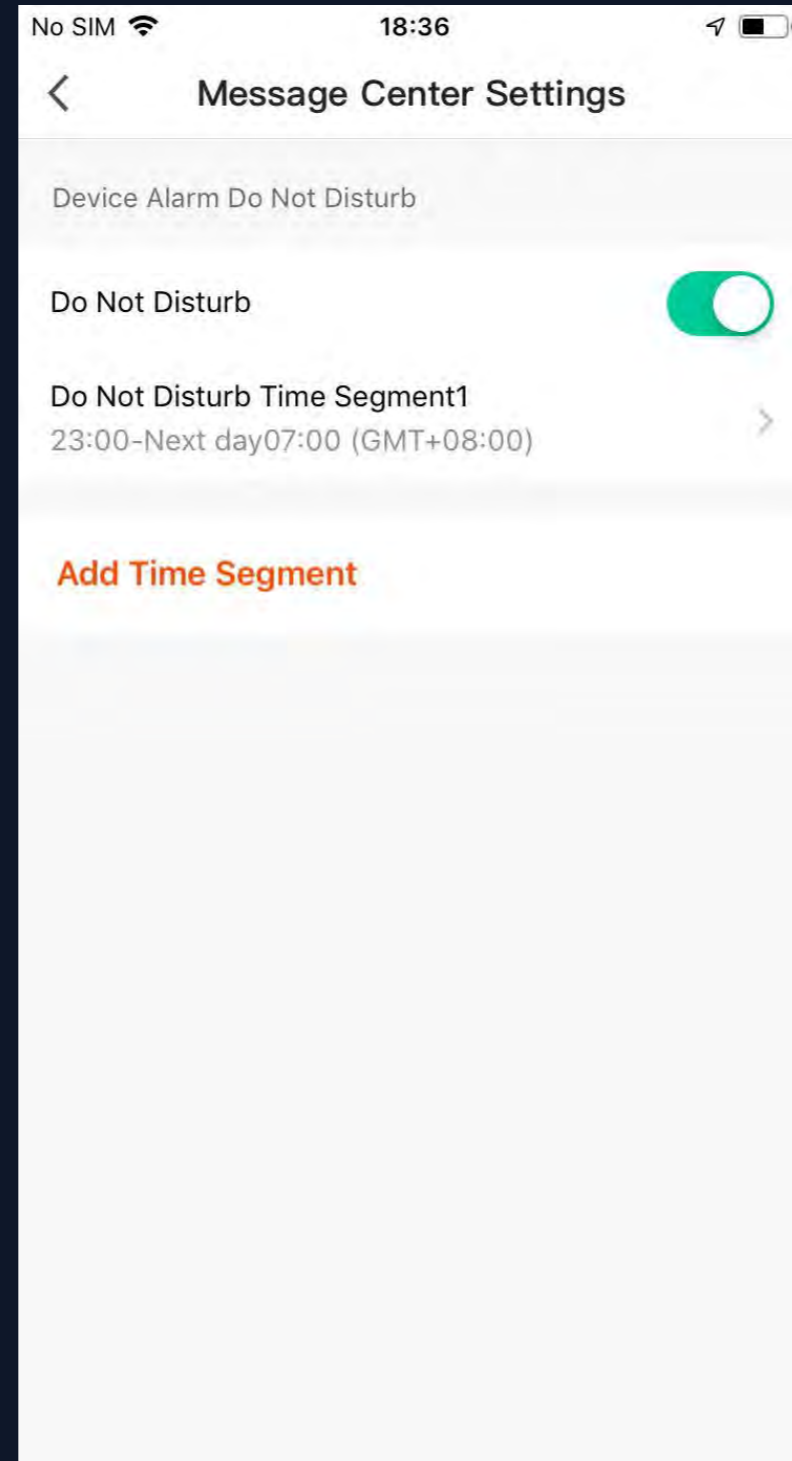 No SIM 18:36
Message Center Settings
Device Alarm Do Not Disturb
Do Not Disturb
Do Not Disturb Time Segment1
23:00-Next day07:00 (GMT+08:00)
Add Time Segment